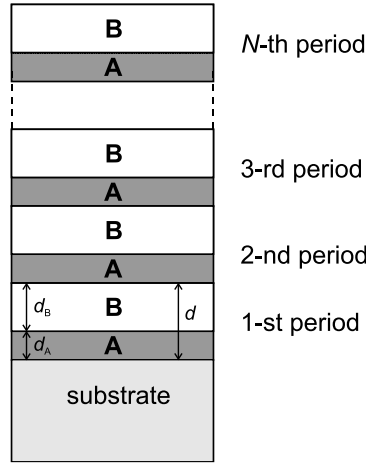 B
N-th period
A
B
3-rd period
A
B
2-nd period
A
dB
B
d
1-st period
dA
A
substrate